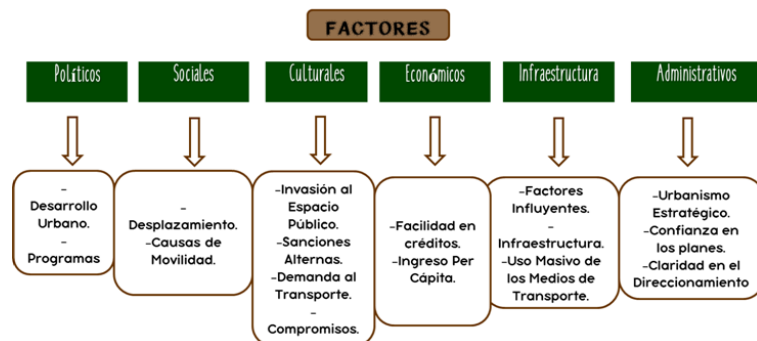 FACTORES
Políticos
Sociales
Culturales
Económicos
Infraestructura
Administrativos
-
Desarrollo
Urbano.
-
Programas
-
Desplazamiento.
-Causas de
Movilidad.
-Invasión al
Espacio
Público.
-Sanciones
Alternas.
-Demanda al
Transporte.
-
Compromisos.
-Facilidad en
créditos.
-Ingreso Per
Cápita.
-Factores
Influyentes.
-
Infraestructura.
-Uso Masivo de
los Medios de
Transporte.
-Urbanismo
Estratégico.
-Confianza en
los planes.
-Claridad en el
Direccionamiento